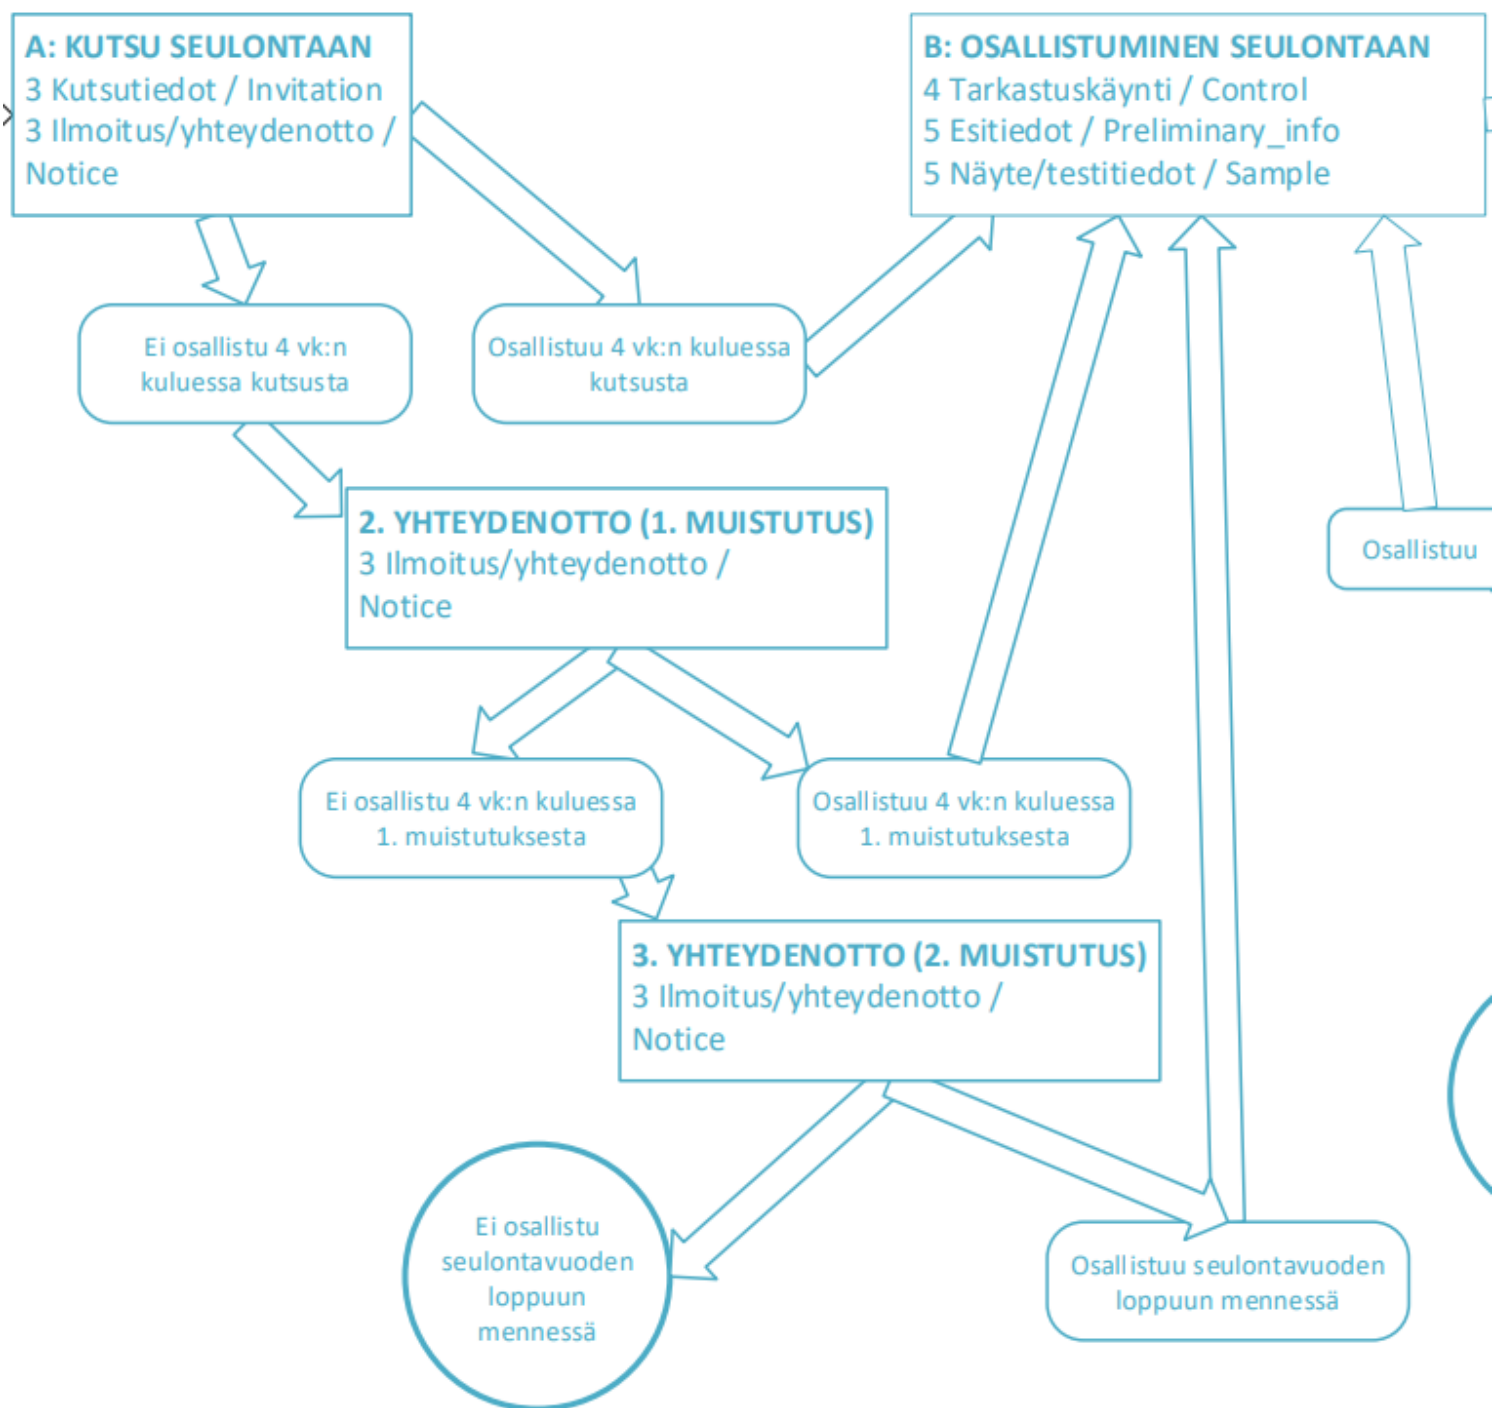 A: KUTSU SEULONTAAN
3 Kutsutiedot / Invitation
3 Ilmoitus/yhteydenotto /
Notice
B: OSALLISTUMINEN SEULONTAAN
4 Tarkastuskäynti / Control
5 Esitiedot / Preliminary_info
5 Näyte/testitiedot / Sample
Ei osallistu 4 vk:n
kuluessa kutsusta
Osallistuu 4 vk:n kuluessa
kutsusta
2. YHTEYDENOTTO (1. MUISTUTUS)
3 Ilmoitus/yhteydenotto /
Notice
Osallistuu
Ei osallistu 4 vk:n kuluessa
1. muistutuksesta
Osallistuu 4 vk:n kuluessa
1. muistutuksesta
3. YHTEYDENOTTO (2. MUISTUTUS)
3 Ilmoitus/yhteydenotto /
Notice
Ei osallistu
seulontavuoden
loppuun
mennessä
Osallistuu seulontavuoden
loppuun mennessä